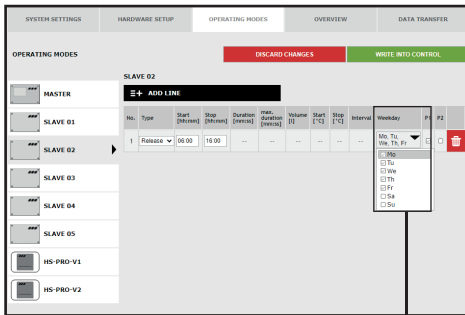 SYSTEM SETTINGS
HARDWARE SETUP
OPERATING MODES
OVERVIEW
DATA TRANSFER
OPERATING MODES
DISCARD CHANGES
WRITE INTO CONTROL
SLAVE 02
ADD LINE
MASTER
SLAVE 01
SLAVE 02
SLAVE 03
SLAVE 04
SLAVE 05
HS-PRO-V1
HS-PRO-V2
No. Type Start [hh:mm] Stop [hh:mm] Duration [mm:ss] max. duration [mm:ss] Volume [l] Start [°C] Stop [°C] Interval Weekday P1 P2
1 Release 06:00 16:00 -- -- -- -- -- -- Mo, Tu, We, Th, Fr
Mo
Tu
We
Th
Fr
Sa
Su